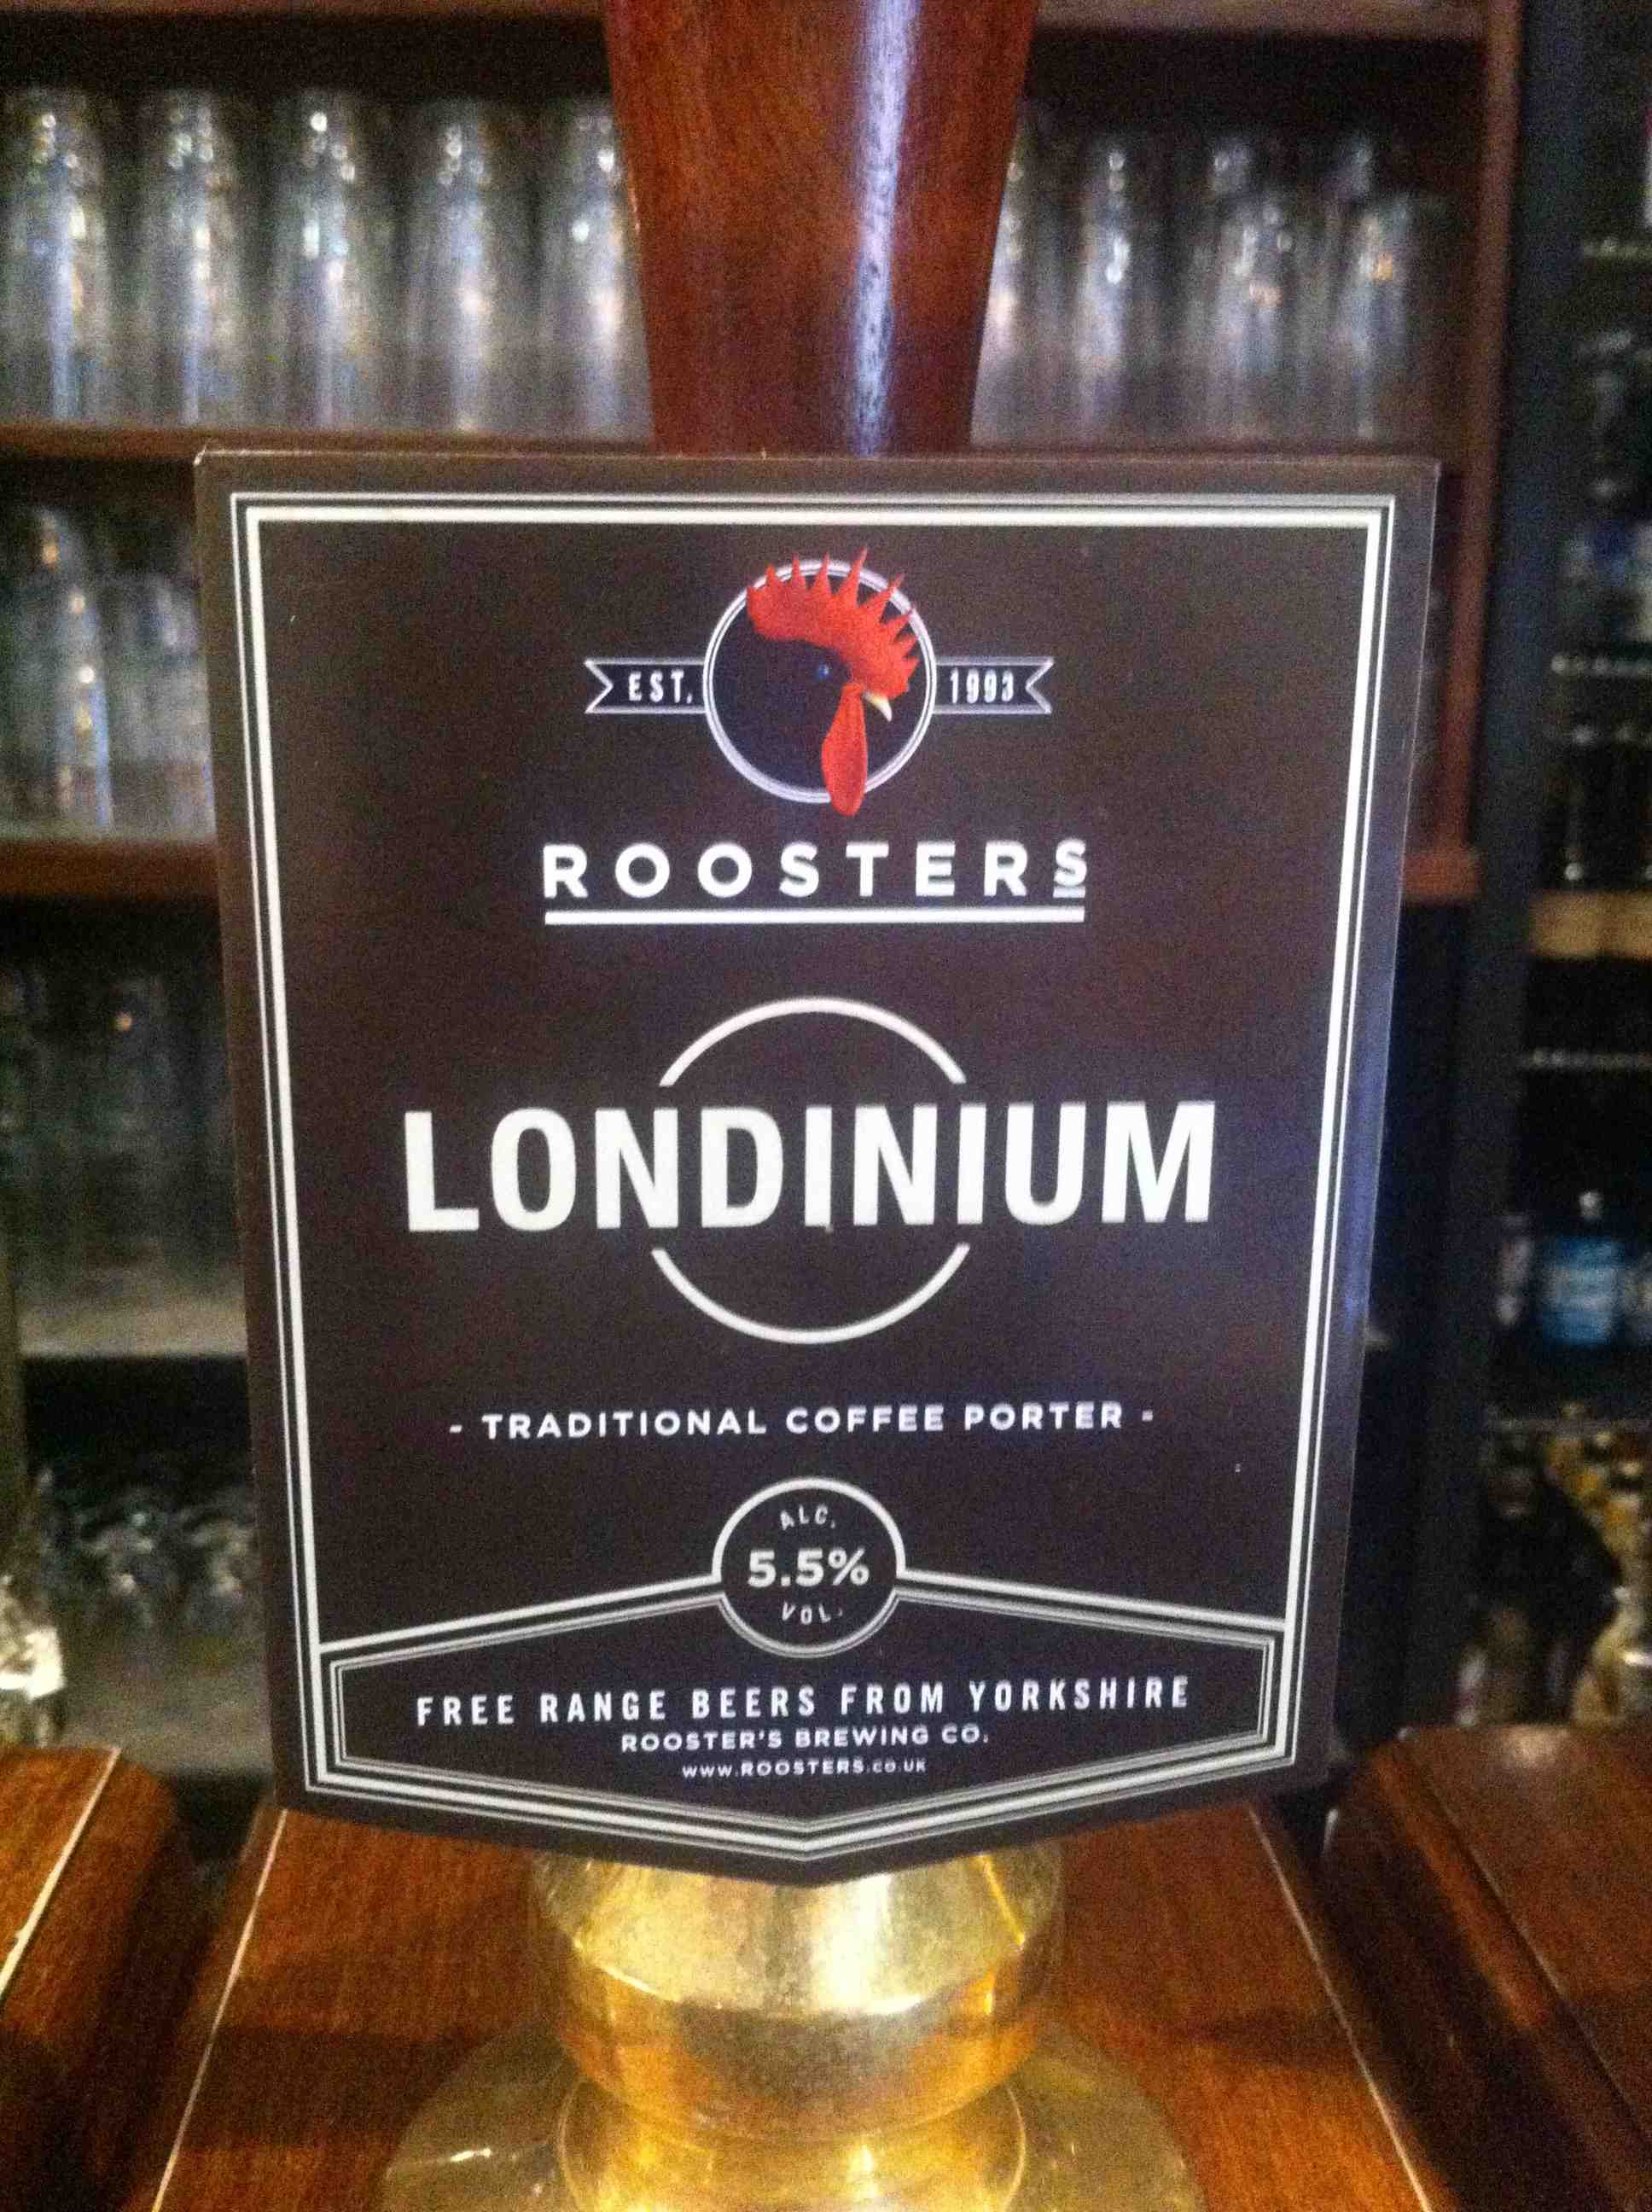 EST. 1993
ROOSTERS
LONDINIUM
- TRADITIONAL COFFEE PORTER -
ALC.
5.5%
VOL.
FREE RANGE BEERS FROM YORKSHIRE
ROOSTER'S BREWING CO.
WWW.ROOSTERS.CO.UK